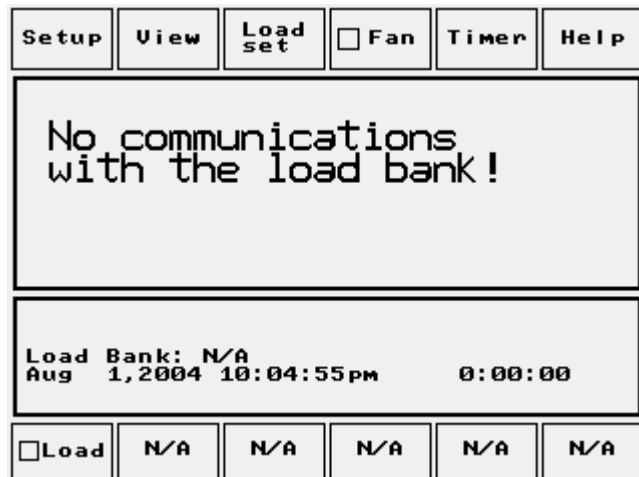 Setup View Load set Fan Timer Help
No communications
with the load bank!
Load Bank: N/A
Aug 1,2004 10:04:55pm 0:00:00
Load N/A N/A N/A N/A N/A